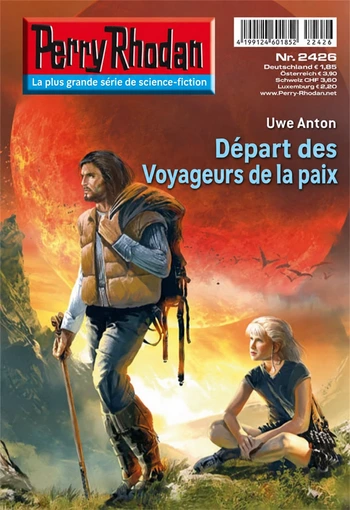 Perry Rhodan
La plus grande série de science-fiction
4 199124 601852
22426
Nr. 2426
Deutschland € 1,85
Österreich € 3,90
Schweiz CHF 3,60
Luxemburg € 2,20
www.Perry-Rhodan.net
Uwe Anton
Départ des
Voyageurs de la paix